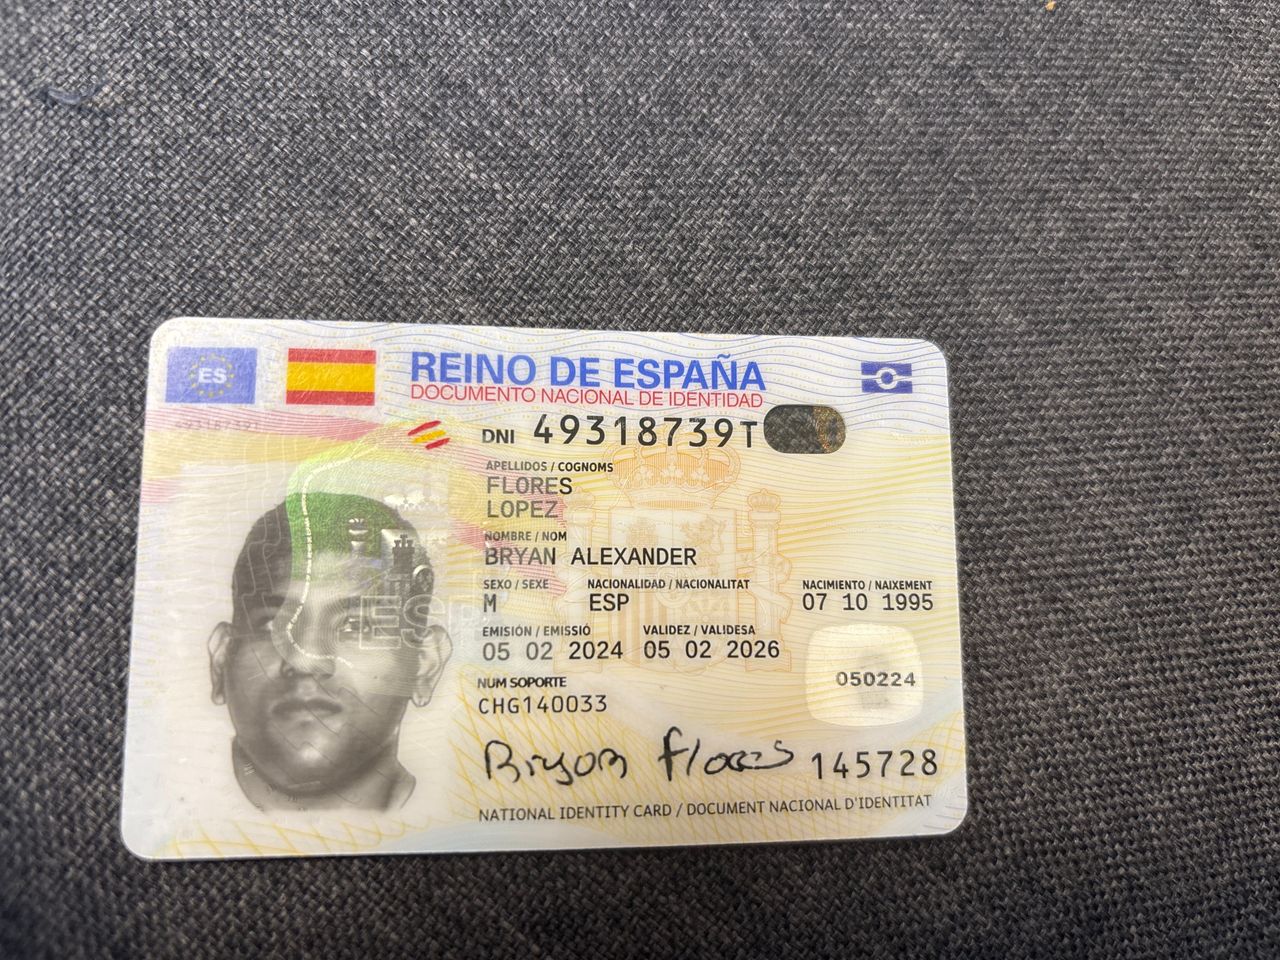 ES
REINO DE ESPAÑA
DOCUMENTO NACIONAL DE IDENTIDAD
DNI 49318739T
49318739T
APELLIDOS / COGNOMS
FLORES
LOPEZ
NOMBRE / NOM
BRYAN ALEXANDER
SEXO / SEXE NACIONALIDAD / NACIONALITAT NACIMIENTO / NAIXEMENT
M ESP 07 10 1995
EMISIÓN / EMISSIÓ VALIDEZ / VALIDESA
05 02 2024 05 02 2026
ESP
NUM SOPORTE
CHG140033
050224
145728
NATIONAL IDENTITY CARD / DOCUMENT NACIONAL D'IDENTITAT